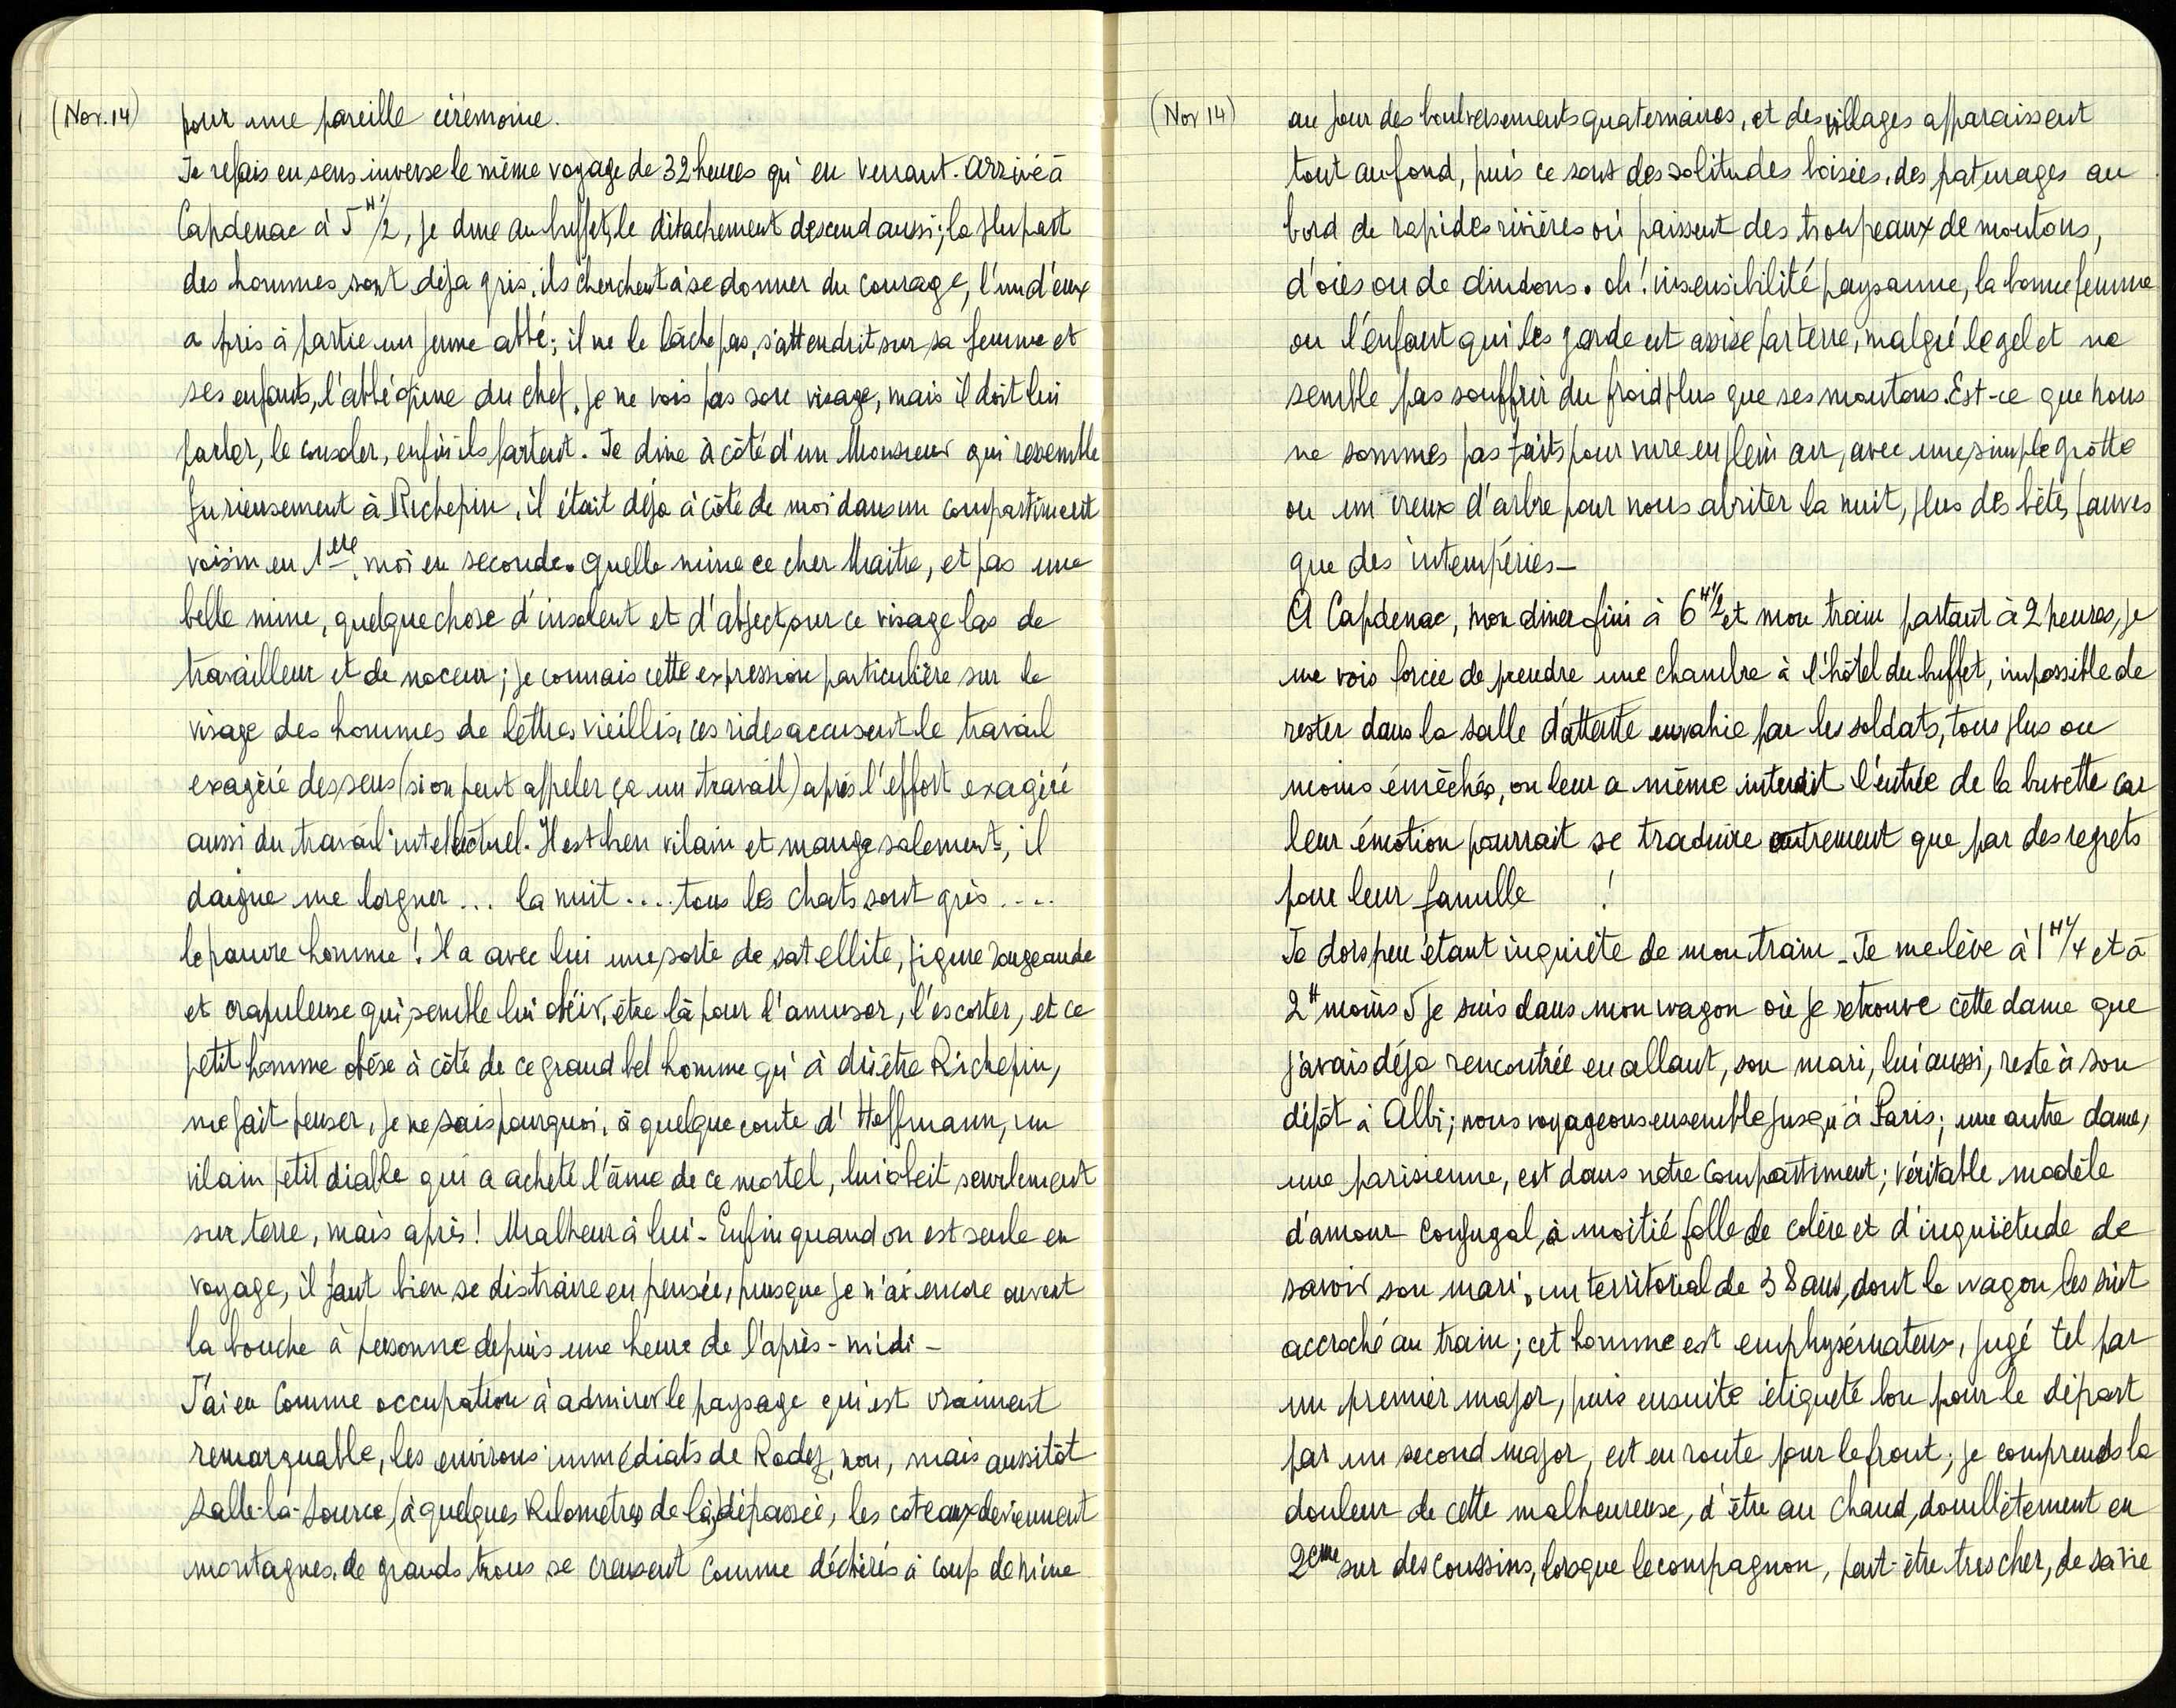 (Nov. 14)
pour une pareille cérémonie.
Je refais en sens inverse le même voyage de 32 heures qu'en venant. Arrivé à
Capdenac à 5 H 1/2, je dine au buffet, le détachement descend aussi; la plupart
des hommes sont déja gris, ils cherchent à se donner du courage, l'un d'eux
a pris à partie un jeune abbé; il ne le lâche pas, s'attendrit sur sa femme et
ses enfants, l'abbé opine du chef, je ne vois pas son visage, mais il doit lui
parler, le consoler, enfin ils partent. Je dine à côté d'un Monsieur qui ressemble
furieusement à Richepin, il était déja à côté de moi dans un compartiment
voisin en 1ère, moi en seconde. Quelle mine ce cher Maitre, et pas une
belle mine, quelque chose d'insolent et d'abject sur ce visage las de
travailleur et de noceur; je connais cette expression particulière sur le
visage des hommes de lettres vieillis, ces rides accusent le travail
exagéré des sens (si on peut appeler ça un travail) après l'effort exagéré
aussi du travail intellectuel. Il est bien vilain et mange salement, il
daigne me lorgner ... la nuit .... tous les chats sont gris ....
le pauvre homme! Il a avec lui une sorte de satellite, figure rougeaude
et crapuleuse qui semble lui obéir, être là pour l'amuser, l'escorter, et ce
petit homme obèse à côté de ce grand bel homme qu'à dû être Richepin,
me fait penser, je ne sais pourquoi, à quelque conte d'Hoffmann, un
vilain petit diable qui a acheté l'âme de ce mortel, lui obeit servilement
sur terre, mais après! Malheur à lui - Enfin quand on est seule en
voyage, il faut bien se distraire en pensée, puisque je n'ai encore ouvert
la bouche à personne depuis une heure de l'après-midi -
J'ai eu comme occupation à admirer le paysage qui est vraiment
remarquable, les environs immédiats de Rodez, non, mais aussitôt
Salle-la-Source (à quelques kilometres de là) dépassée, les coteaux deviennent
montagnes, de grands trous se creusent comme déchirés à coup de mine
(Nov 14)
au jour des boulversements quaternaires, et des villages apparaissent
tout au fond, puis ce sont des solitudes boisées, des paturages au
bord de rapides rivières où paissent des troupeaux de moutons,
d'oies ou de dindons. oh! insensibilité paysanne, la bonne femme
ou l'enfant qui les garde est assise par terre, malgré le gel et ne
semble pas souffrir du froid plus que ses moutons. Est-ce que nous
ne sommes pas faits pour vivre en plein air, avec une simple grotte
ou un creux d'arbre pour nous abriter la nuit, plus des bêtes fauves
que des intempéries -
A Capdenac, mon diner fini à 6 H 1/2 et mon train partant à 2 heures, je
me vois forcée de prendre une chambre à l'hôtel du buffet, impossible de
rester dans la salle d'attente envahie par les soldats, tous plus ou
moins éméchés, on leur a même interdit l'entrée de la buvette car
leur émotion pourrait se traduire autrement que par des regrets
pour leur famille !
Je dors peu étant inquiète de mon train - Je me lève à 1 H 1/4 et à
2 H moins 5 je suis dans mon wagon où je retrouve cette dame que
j'avais déja rencontrée en allant, son mari, lui aussi, reste à son
dépôt à Albi; nous voyageons ensemble jusqu'à Paris; une autre dame,
une parisienne, est dans notre compartiment; véritable modèle
d'amour conjugal, à moitié folle de colère et d'inquiètude de
savoir son mari, un territorial de 38 ans, dont le wagon les suit
accroché au train; cet homme est emphysémateux, jugé tel par
un premier major, puis ensuite étiqueté bon pour le départ
par un second major, est en route pour le front; je comprends la
douleur de cette malheureuse, d'être au chaud, douillètement en
2ème sur des coussins, lorsque le compagnon, peut-être tres cher, de sa vie